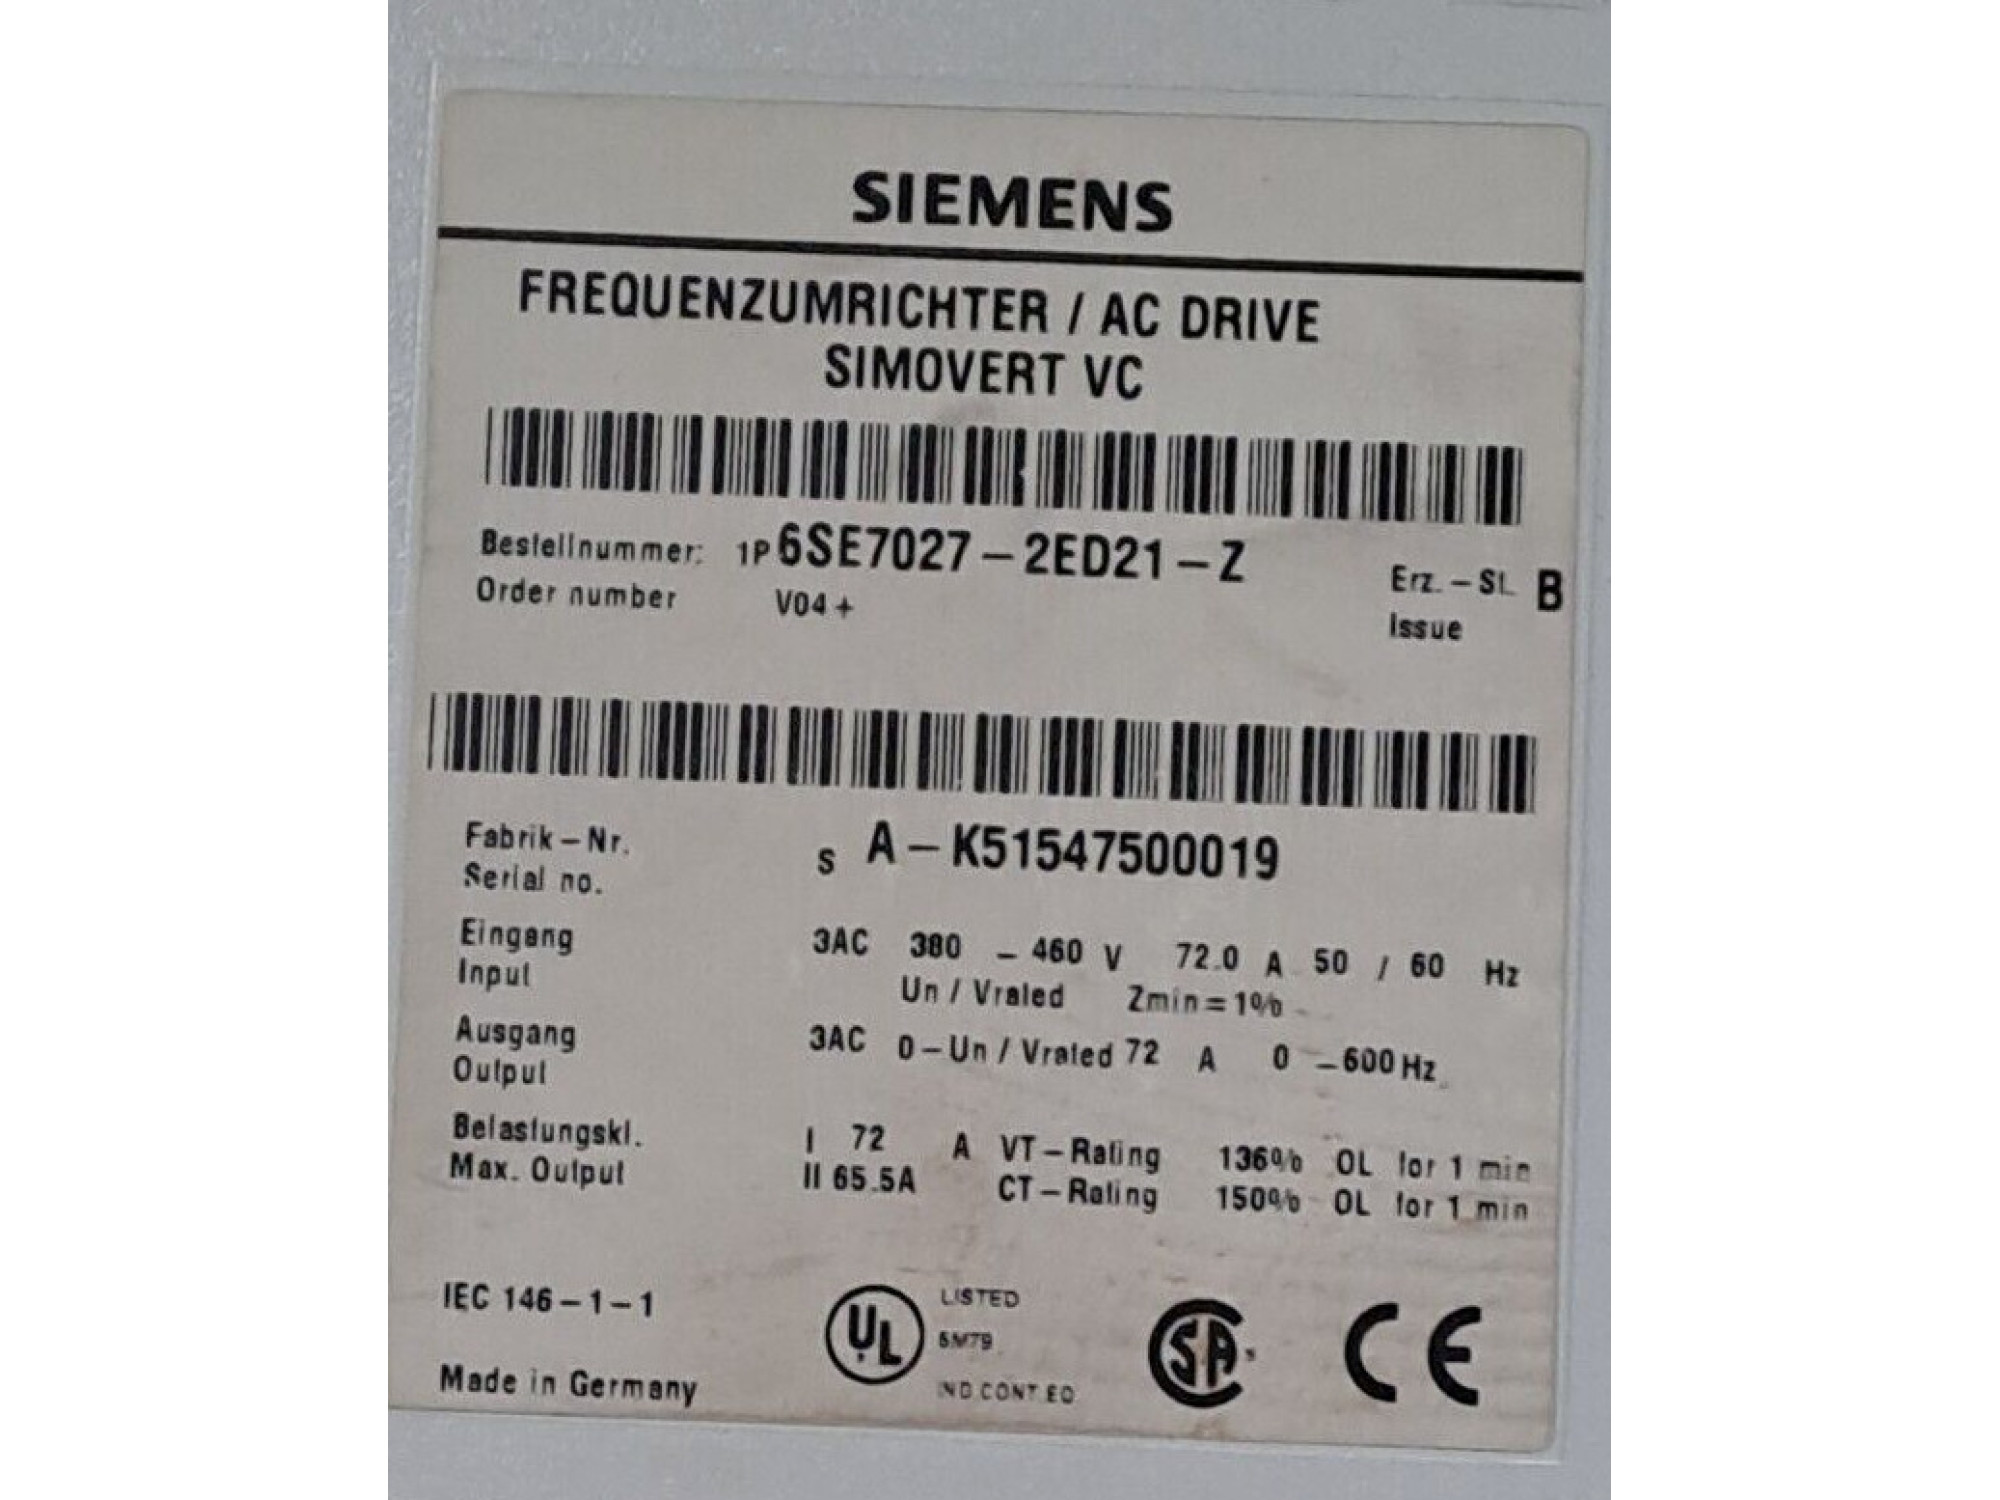 SIEMENS
FREQUENZUMRICHTER / AC DRIVE
SIMOVERT VC
Bestellnummer: 1P 6SE7027-2ED21-Z Erz.-St. B
Order number V04+ Issue
Fabrik-Nr. S A-K51547500019
Serial no.
Eingang 3AC 380 - 460 V 72.0 A 50 / 60 Hz
Input Un / Vrated Zmin=1%
Ausgang 3AC 0-Un / Vrated 72 A 0 -600 Hz
Output
Belastungskl. I 72 A VT-Rating 136% OL for 1 min
Max. Output II 65.5A CT-Rating 150% OL for 1 min
IEC 146-1-1
UL LISTED
5M79
IND CONT EQ
SA
CE
Made in Germany